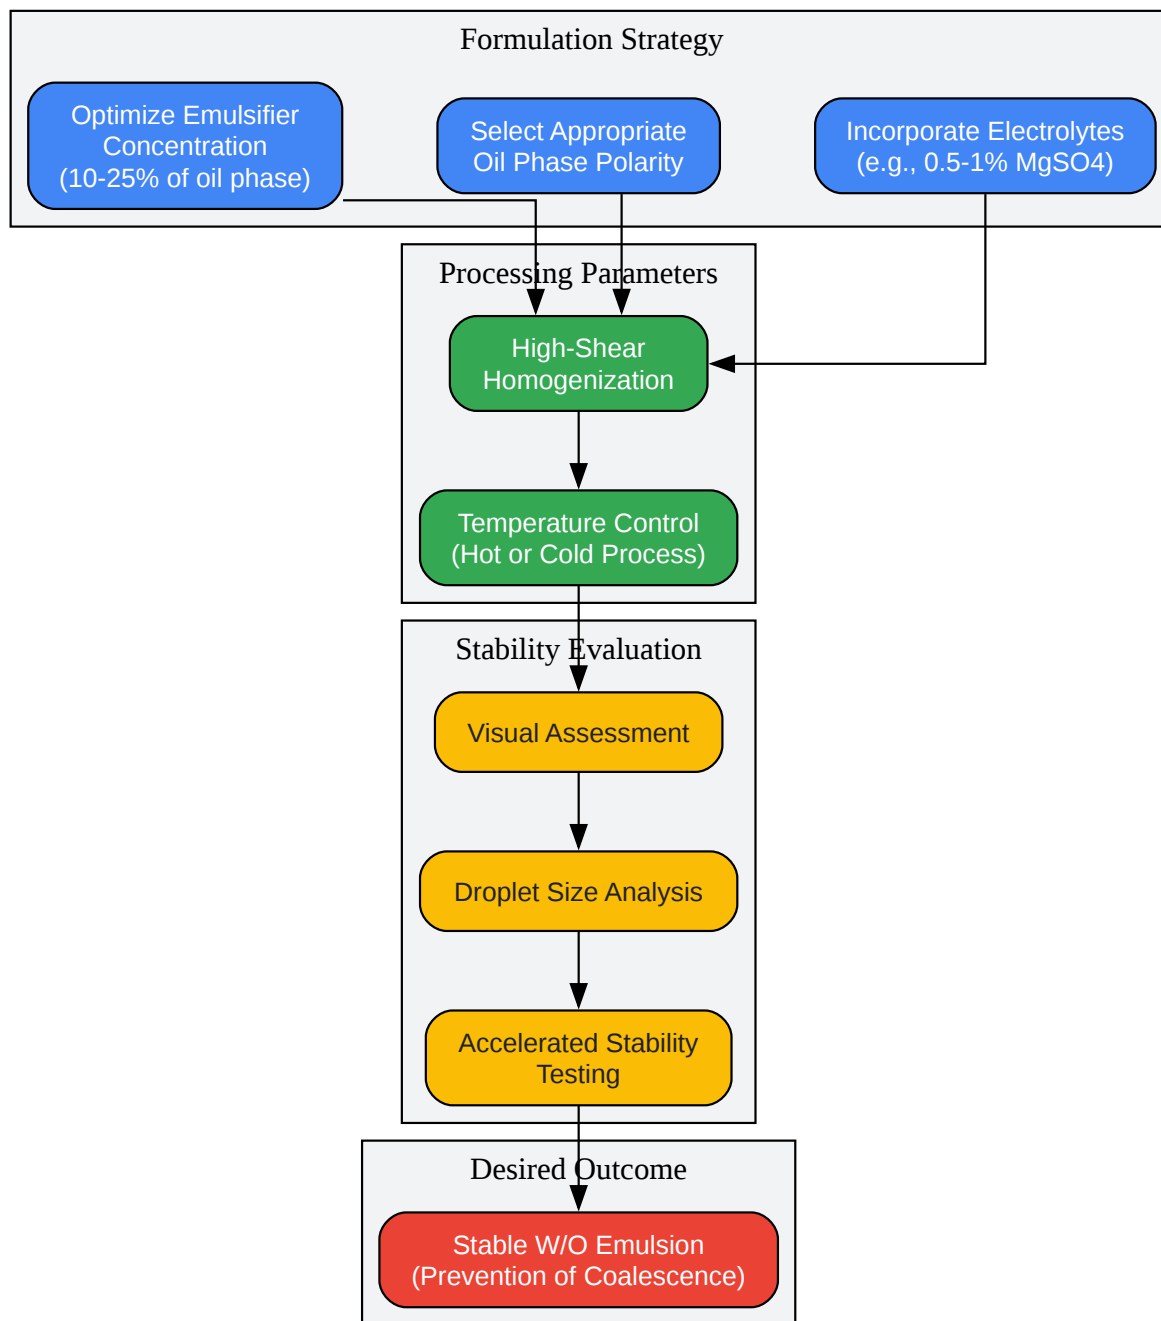 Formulation Strategy
Optimize Emulsifier
Concentration
(10-25% of oil phase)
Select Appropriate
Oil Phase Polarity
Incorporate Electrolytes
(e.g., 0.5-1% MgSO4)
Processing Parameters
High-Shear
Homogenization
Temperature Control
(Hot or Cold Process)
Stability Evaluation
Visual Assessment
Droplet Size Analysis
Accelerated Stability
Testing
Desired Outcome
Stable W/O Emulsion
(Prevention of Coalescence)